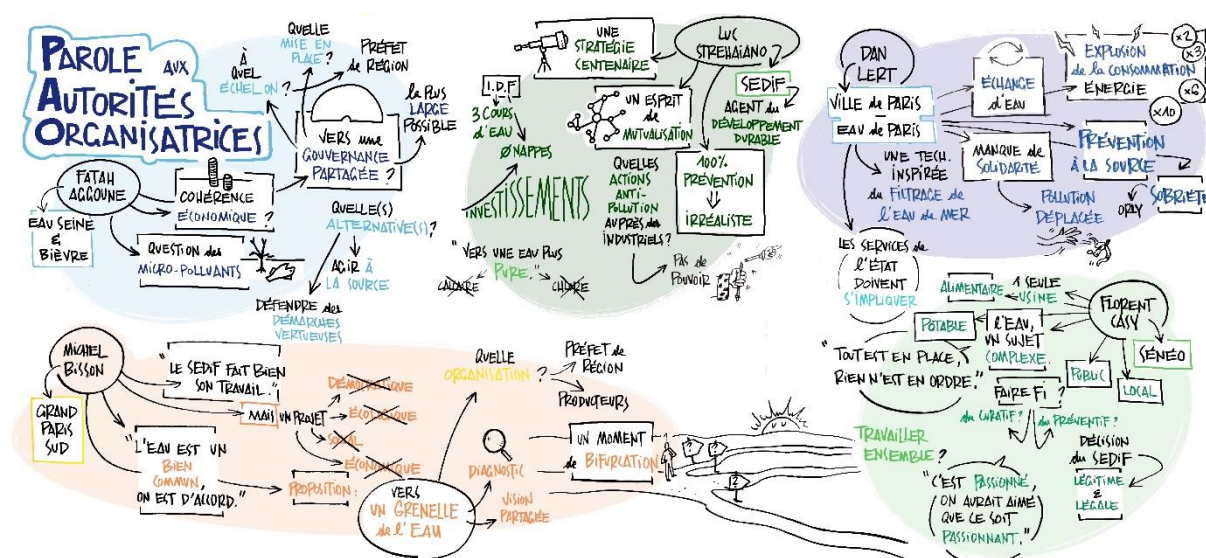 PAROLE AUX
AUTORITÉS
ORGANISATRICES
FATAH
AGGOUNE
EAU SEINE
&
BIÈVRE
COHÉRENCE
ÉCONOMIQUE ?
QUESTION des
MICRO-POLLUANTS
À
QUEL
ÉCHELON ?
QUELLE
MISE EN
PLACE ?
PRÉFET
de RÉGION
la PLUS
LARGE
POSSIBLE
VERS UNE
GOUVERNANCE
PARTAGÉE ?
QUELLE(S)
ALTERNATIVE(S) ?
AGIR À
LA SOURCE
DÉFENDRE des
DÉMARCHES
VERTUEUSES
LUC
STREHAIANO
UNE
STRATÉGIE
CENTENAIRE
SEDIF
AGENT du
DÉVELOPPEMENT
DURABLE
I.D.F
3 COURS
d'EAU
Ø NAPPES
UN ESPRIT
de
MUTUALISATION
100%
PRÉVENTION
IRRÉALISTE
INVESTISSEMENTS
QUELLES
ACTIONS
ANTI-
POLLUTION
AUPRÈS des
INDUSTRIELS ?
PAS de
POUVOIR
"VERS UNE EAU PLUS
PURE."
CALCAIRE
CHLORE
DAN
LERT
VILLE de PARIS
EAU de PARIS
ÉCHANGE
d'EAU
EXPLOSION
de la CONSOMMATION
ÉNERGIE
x2
x3
x6
x10
MANQUE de
SOLIDARITÉ
PRÉVENTION
À LA SOURCE
SOBRIÉTÉ
OPAY
POLLUTION
DÉPLACÉE
UNE TECH.
INSPIRÉE
du FILTRAGE de
l'EAU de MER
LES SERVICES de
l'ÉTAT
DOIVENT
S'IMPLIQUER
MICHEL
BISSON
GRAND
PARIS
SUD
"LE SEDIF FAIT BIEN
SON TRAVAIL."
MAIS UN PROJET
DÉMOCRATIQUE
ÉCOLOGIQUE
SOCIAL
ÉCONOMIQUE
"L'EAU EST UN
BIEN
COMMUN,
ON EST D'ACCORD."
PROPOSITION :
VERS
UN GRENELLE
de l'EAU
QUELLE
ORGANISATION ?
PRÉFET de
RÉGION
PRODUCTEURS
DIAGNOSTIC
VISION
PARTAGÉE
UN MOMENT
de BIFURCATION
?
?
?
FLORENT
CASY
SÉNÉO
1 SEULE
USINE
ALIMENTAIRE
POTABLE
l'EAU,
UN SUJET
COMPLEXE.
PUBLIC
LOCAL
"TOUT EST EN PLACE,
RIEN N'EST EN ORDRE."
FAIRE FI ?
du CURATIF ?
du PRÉVENTIF ?
TRAVAILLER
ENSEMBLE ?
"C'EST PASSIONNÉ,
ON AURAIT AIMÉ
QUE CE SOIT
PASSIONNANT."
DÉCISION
du SEDIF
LÉGITIME
&
LÉGALE